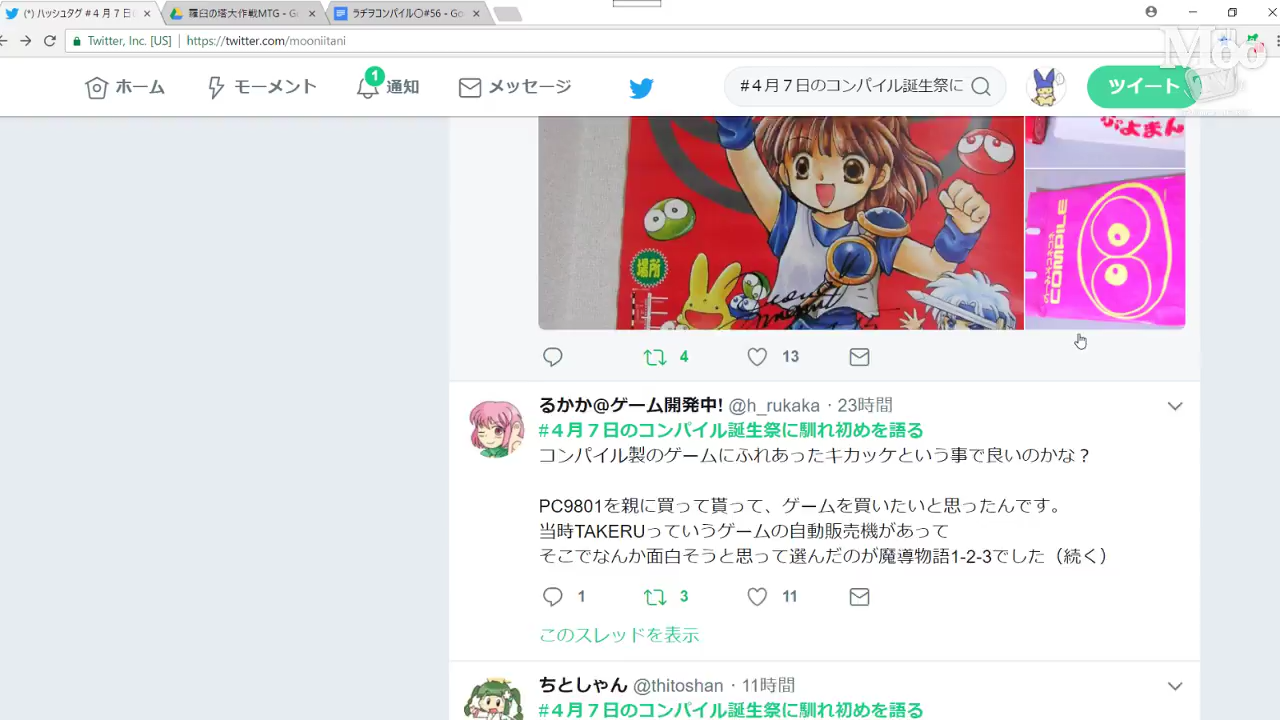 (*) ハッシュタグ#４月７日
羅臼の塔大作戦MTG - Go
ラヂヲコンパイル〇#56 - Go
Twitter, Inc. [US]
https://twitter.com/mooniitani
Moo
ホーム
モーメント
1
通知
メッセージ
#４月７日のコンパイル誕生祭に
ツイート
ぷよまん
場所
COMPILE
4
13
るかか@ゲーム開発中! @h_rukaka · 23時間
#４月７日のコンパイル誕生祭に馴れ初めを語る
コンパイル製のゲームにふれあったキカッケという事で良いのかな？
PC9801を親に買って貰って、ゲームを買いたいと思ったんです。
当時TAKERUっていうゲームの自動販売機があって
そこでなんか面白そうと思って選んだのが魔導物語1-2-3でした（続く）
1
3
11
このスレッドを表示
ちとしゃん @thitoshan · 11時間
#４月７日のコンパイル誕生祭に馴れ初めを語る